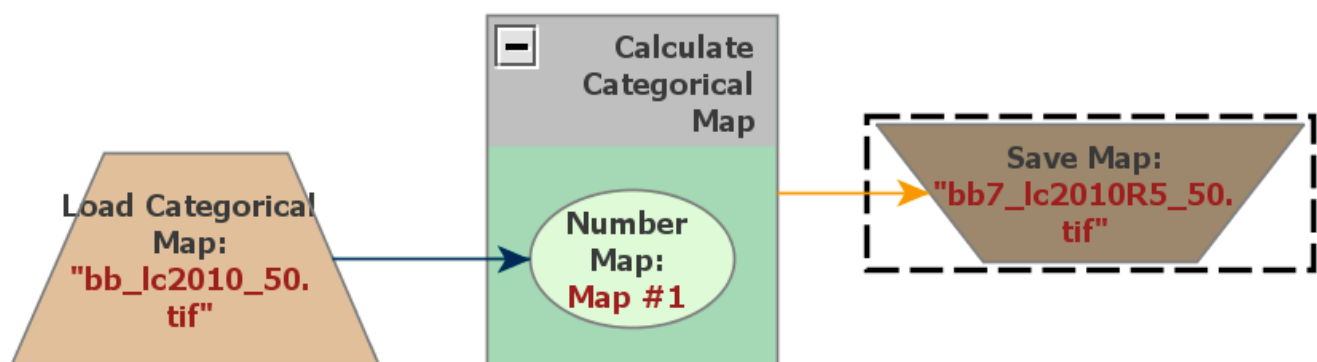 Calculate
Categorical
Map
Save Map:
"bb7_lc2010R5_50.
tif"
Load Categorical
Map:
"bb_lc2010_50.
tif"
Number
Map:
Map #1